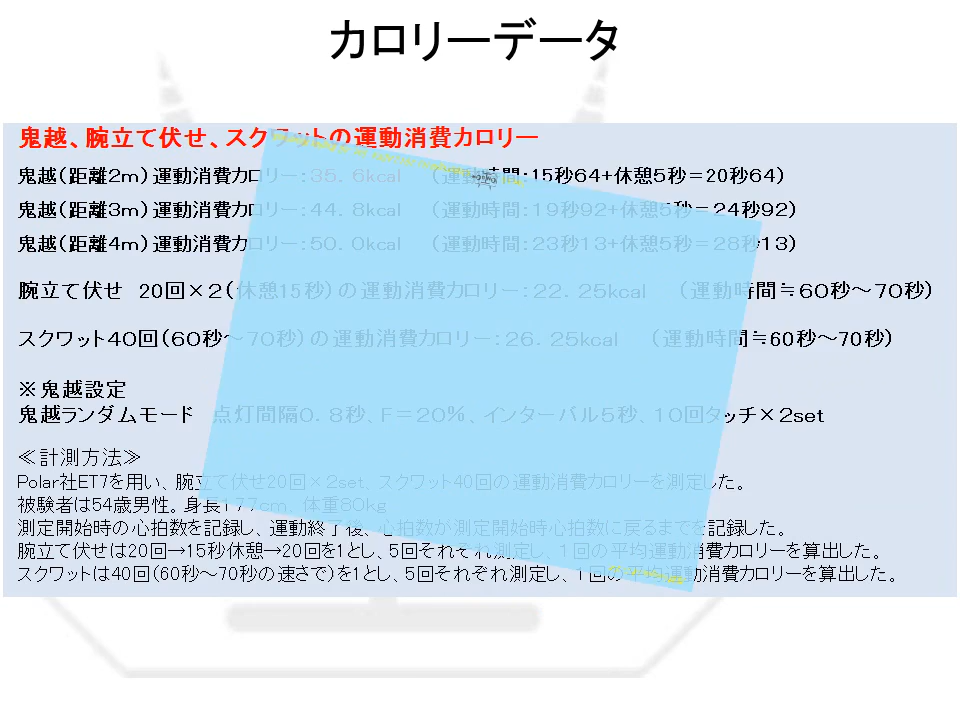 カロリーデータ
鬼越、腕立て伏せ、スクワットの運動消費カロリー
鬼越（距離2ｍ）運動消費カロリー：35．6kcal　（運動時間：15秒64+休憩5秒＝20秒64）
鬼越（距離3ｍ）運動消費カロリー：44．8kcal　（運動時間：19秒92+休憩5秒＝24秒92）
鬼越（距離4ｍ）運動消費カロリー：50．0kcal　（運動時間：23秒13+休憩5秒＝28秒13）
腕立て伏せ　20回×2（休憩15秒）の運動消費カロリー：22．25kcal　（運動時間≒60秒～70秒）
スクワット40回（60秒～70秒）の運動消費カロリー：26．25kcal　（運動時間≒60秒～70秒）
※鬼越設定
鬼越ランダムモード　点灯間隔0．8秒、F＝20％、インターバル5秒、10回タッチ×2set
≪計測方法≫
Polar社ET7を用い、腕立て伏せ20回×2set、スクワット40回の運動消費カロリーを測定した。
被験者は54歳男性。身長177cm、体重80kg
測定開始時の心拍数を記録し、運動終了後、心拍数が測定開始時心拍数に戻るまでを記録した。
腕立て伏せは20回→15秒休憩→20回を1とし、5回それぞれ測定し、1回の平均運動消費カロリーを算出した。
スクワットは40回（60秒～70秒の速さで）を1とし、5回それぞれ測定し、1回の平均運動消費カロリーを算出した。